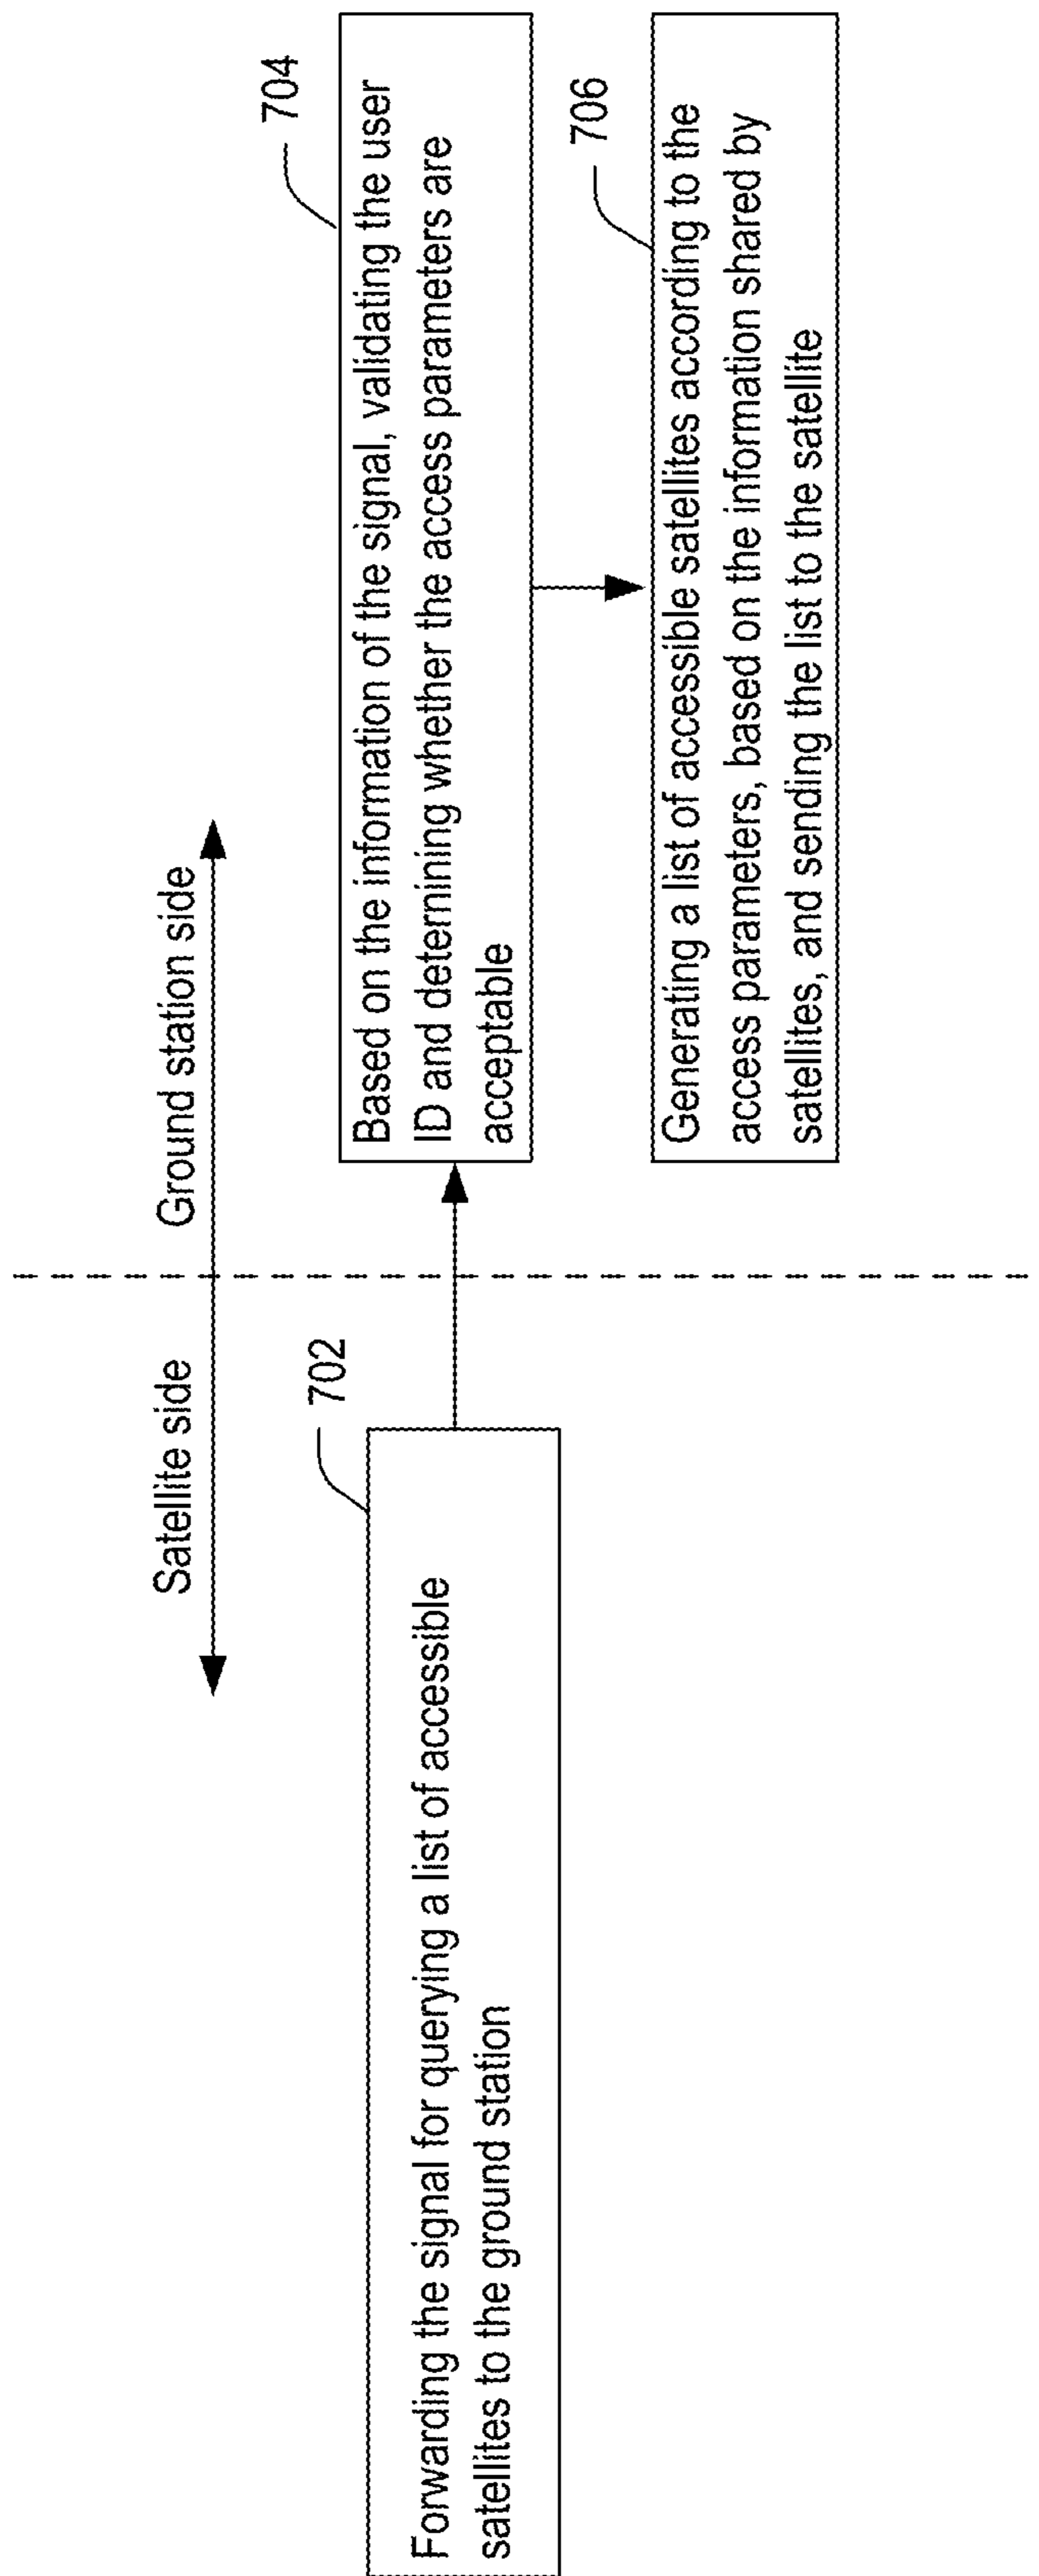 Satellite side
Ground station side
702
Forwarding the signal for querying a list of accessible
satellites to the ground station
704
Based on the information of the signal, validating the user
ID and deternining whether the access parameters are
acceptable
706
Generating a list of accessible satellites according to the
access parameters, based on the information shared by
satellites, and sending the list to the satellite